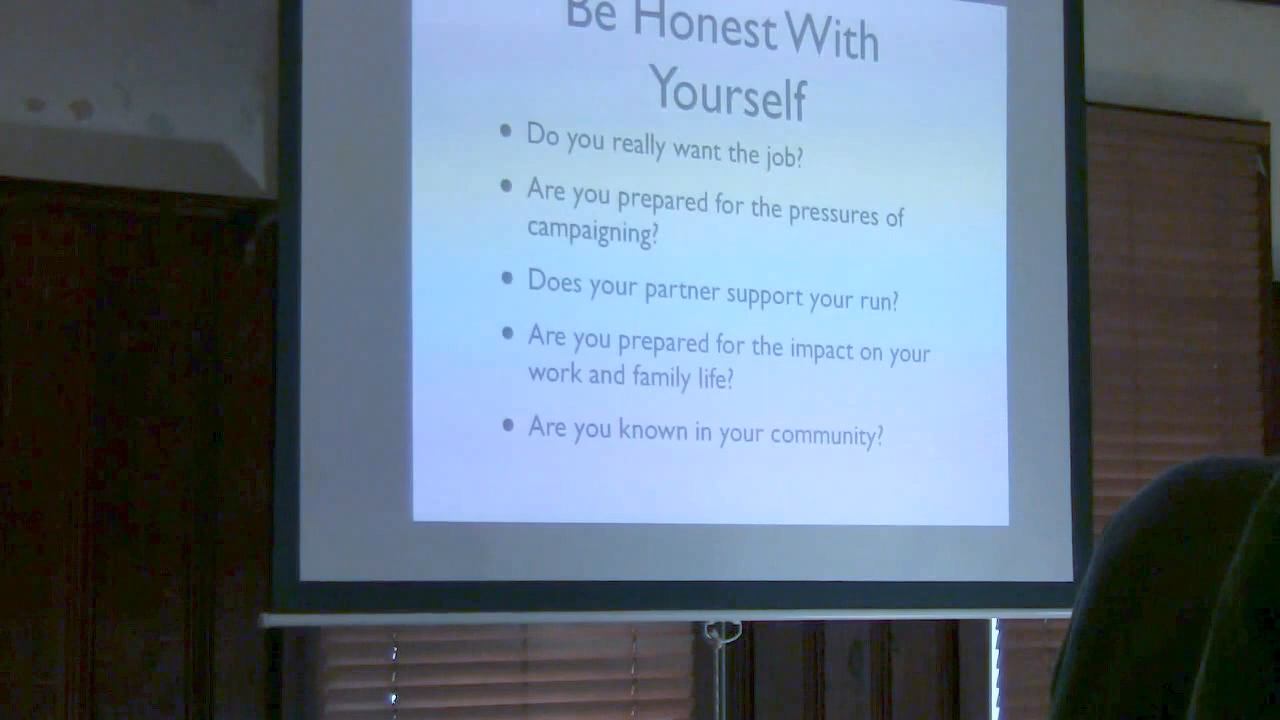 Be Honest With
Yourself
• Do you really want the job?
• Are you prepared for the pressures of
campaigning?
• Does your partner support your run?
• Are you prepared for the impact on your
work and family life?
• Are you known in your community?